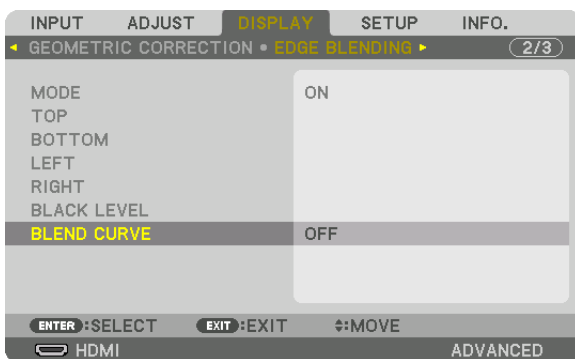 INPUT ADJUST DISPLAY SETUP INFO.
GEOMETRIC CORRECTION • EDGE BLENDING 2/3
MODE ON
TOP
BOTTOM
LEFT
RIGHT
BLACK LEVEL
BLEND CURVE OFF
ENTER :SELECT EXIT :EXIT :MOVE
HDMI ADVANCED